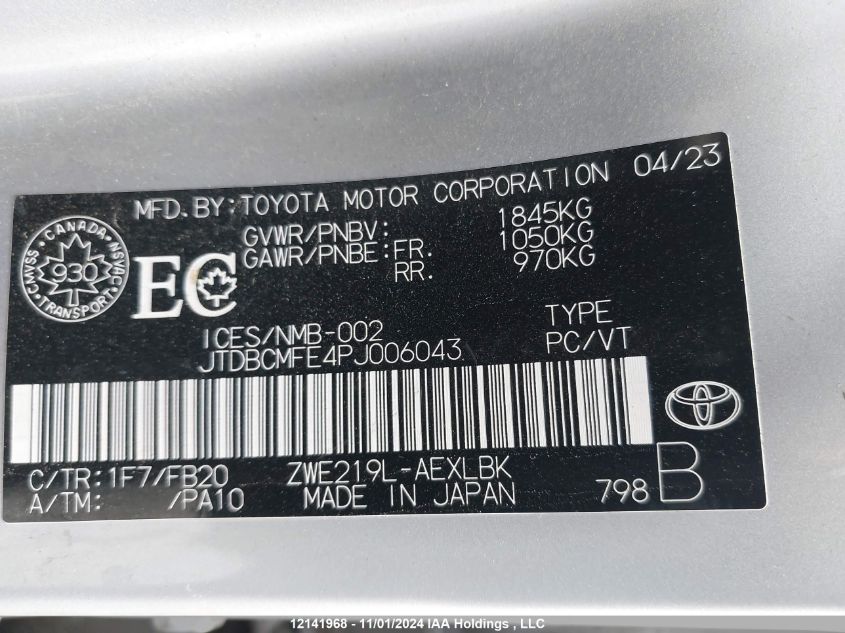 MFD.BY:TOYOTA MOTOR CORPORATION 04/23
GVWR/PNBV: 1845KG
GAWR/PNBE:FR. 1050KG
RR. 970KG
CANADA
CMVSS 930 NSVAC
TRANSPORT
EC
ICES/NMB-002 TYPE
JTDBCMFE4PJ006043 PC/VT
C/TR:1F7/FB20 ZWE219L-AEXLBK
A/TM: /PA10 MADE IN JAPAN 798 B
12141968 - 11/01/2024 IAA Holdings , LLC